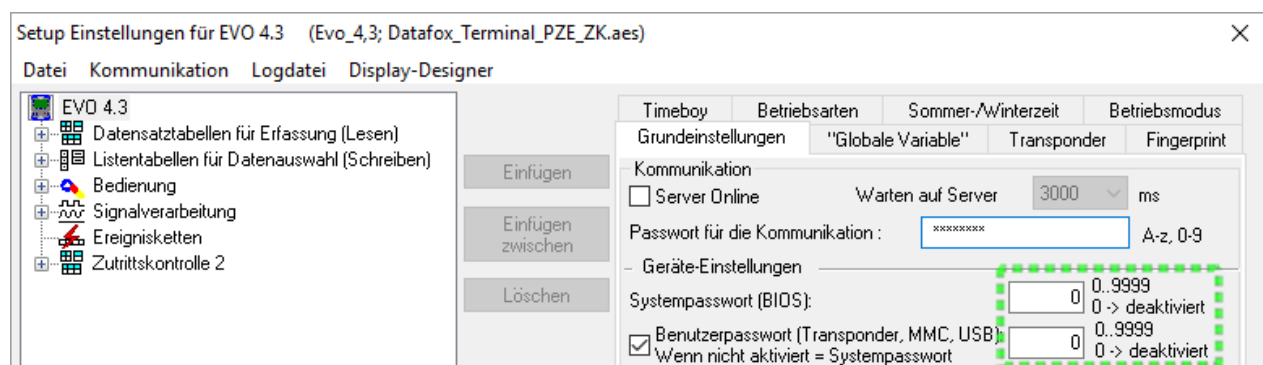 Setup Einstellungen für EVO 4.3 (Evo_4,3; Datafox_Terminal_PZE_ZK.aes)
Datei Kommunikation Logdatei Display-Designer
EVO 4.3
Datensatztabellen für Erfassung (Lesen)
Listentabellen für Datenauswahl (Schreiben)
Bedienung
Signalverarbeitung
Ereignisketten
Zutrittskontrolle 2
Einfügen
Einfügen
zwischen
Löschen
Timeboy Betriebsarten Sommer-/Winterzeit Betriebsmodus
Grundeinstellungen "Globale Variable" Transponder Fingerprint
Kommunikation
Server Online Warten auf Server 3000 ms
Passwort für die Kommunikation : xxxxxxxx A-z, 0-9
Geräte-Einstellungen
Systempasswort (BIOS): 0 0..9999
0 -> deaktiviert
Benutzerpasswort (Transponder, MMC, USB): 0 0..9999
Wenn nicht aktiviert = Systempasswort 0 -> deaktiviert